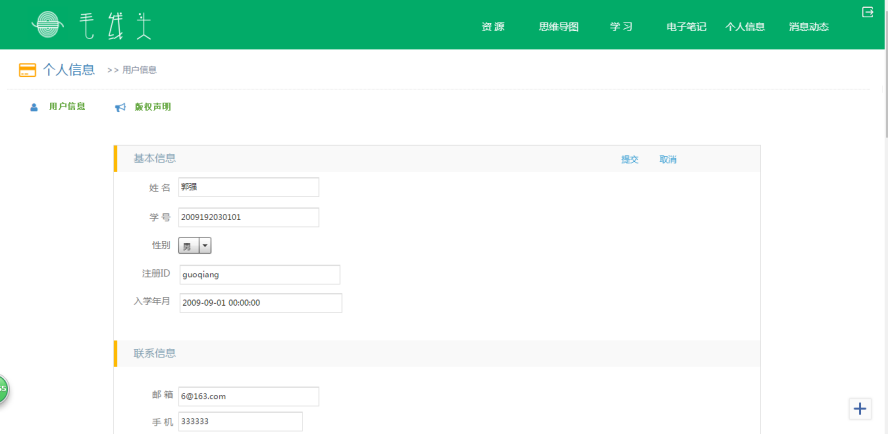 毛线头
资 源 思维导图 学 习 电子笔记 个人信息 消息动态
个人信息 >> 用户信息
用户信息 版权声明
基本信息 提交 取消
姓 名 郭强
学 号 2009192030101
性别 男
注册ID guoqiang
入学年月 2009-09-01 00:00:00
联系信息
邮 箱 6@163.com
手 机 333333